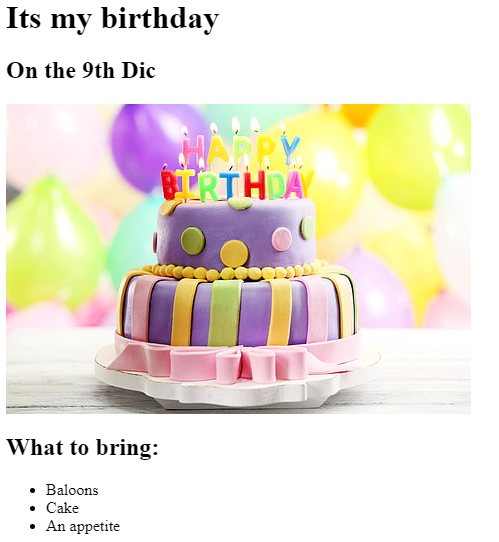 Its my birthday
On the 9th Dic
HAPPY
BIRTHDAY
What to bring:
Baloons
Cake
An appetite